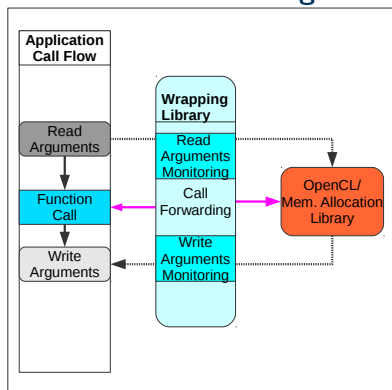 Application
Call Flow
Read
Arguments
Function
Call
Write
Arguments
Wrapping
Library
Read
Arguments
Monitoring
Call
Forwarding
Write
Arguments
Monitoring
OpenCL/
Mem. Allocation
Library